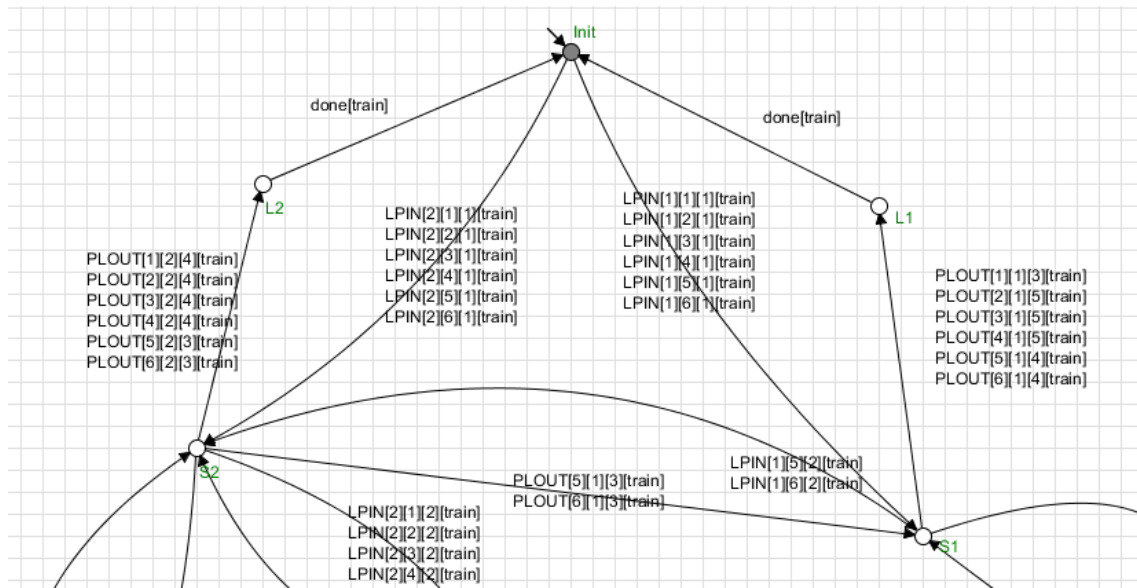 Init
done[train]
done[train]
L2
L1
LPIN[1][1][1][train]
LPIN[1][2][1][train]
LPIN[1][3][1][train]
LPIN[1][4][1][train]
LPIN[1][5][1][train]
LPIN[1][6][1][train]
LPIN[2][1][1][train]
LPIN[2][2][1][train]
LPIN[2][3][1][train]
LPIN[2][4][1][train]
LPIN[2][5][1][train]
LPIN[2][6][1][train]
PLOUT[1][2][4][train]
PLOUT[2][2][4][train]
PLOUT[3][2][4][train]
PLOUT[4][2][4][train]
PLOUT[5][2][3][train]
PLOUT[6][2][3][train]
PLOUT[1][1][3][train]
PLOUT[2][1][5][train]
PLOUT[3][1][5][train]
PLOUT[4][1][5][train]
PLOUT[5][1][4][train]
PLOUT[6][1][4][train]
S2
LPIN[1][5][2][train]
LPIN[1][6][2][train]
PLOUT[5][1][3][train]
PLOUT[6][1][3][train]
LPIN[2][1][2][train]
LPIN[2][2][2][train]
LPIN[2][3][2][train]
LPIN[2][4][2][train]
S1